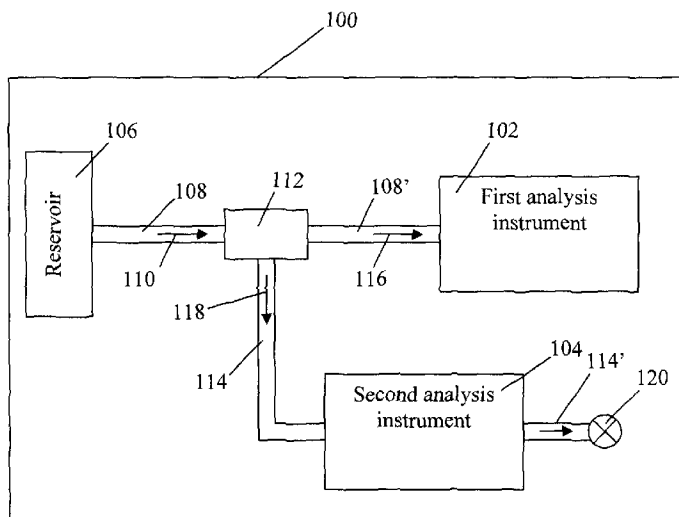 100
106
102
108
112
108'
First analysis
instrument
Reservoir
110
116
118
114
104
114'
120
Second analysis
instrument